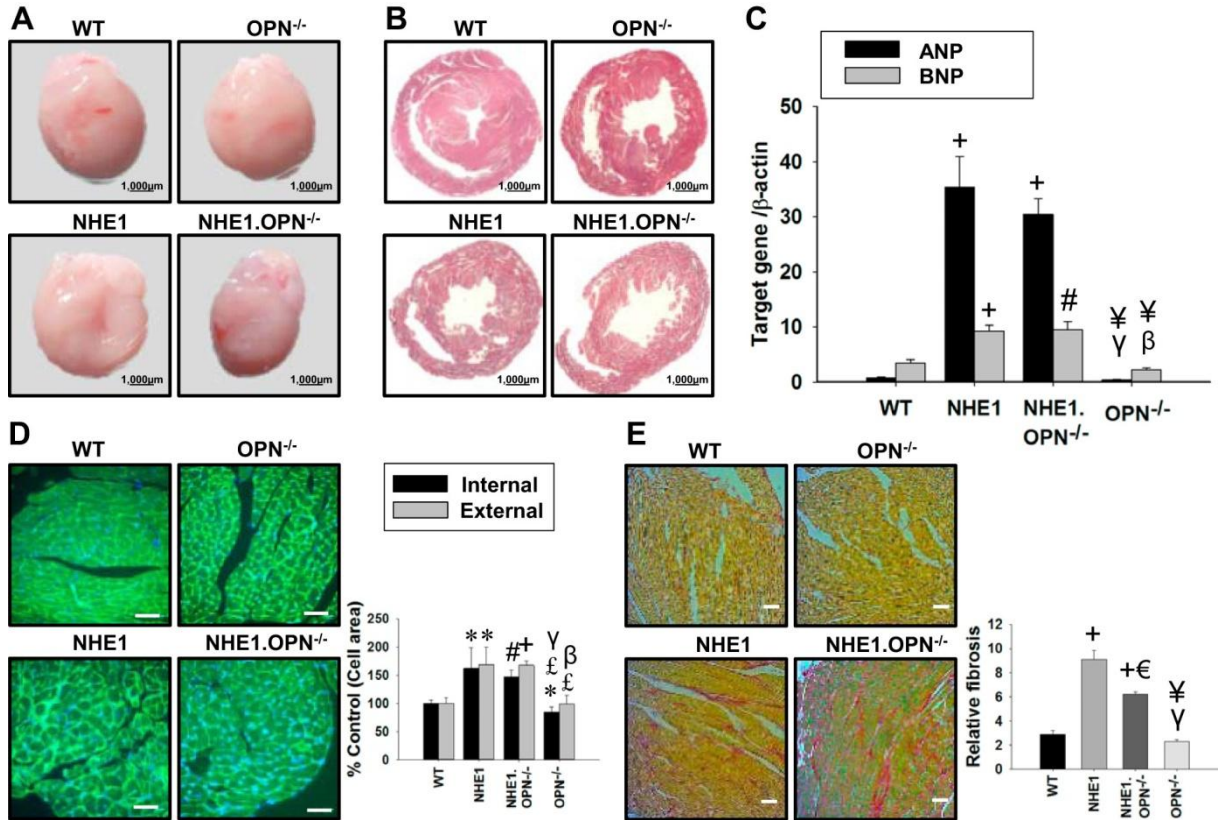 A
WT
OPN-/-
1,000μm
1,000μm
NHE1
NHE1.OPN-/-
1,000μm
1,000μm
B
WT
OPN-/-
1,000μm
1,000μm
NHE1
NHE1.OPN-/-
1,000μm
1,000μm
C
ANP
BNP
Target gene /β-actin
50
40
30
20
10
0
+
+
+
#
¥
γ
¥
β
WT
NHE1
NHE1.
OPN-/-
OPN-/-
D
WT
OPN-/-
NHE1
NHE1.OPN-/-
Internal
External
% Control (Cell area)
250
200
150
100
50
0
**
#+
γ
£
*
β
£
WT
NHE1
NHE1.
OPN-/-
OPN-/-
E
WT
OPN-/-
NHE1
NHE1.OPN-/-
Relative fibrosis
12
10
8
6
4
2
0
+
+€
¥
γ
WT
NHE1
NHE1.
OPN-/-
OPN-/-